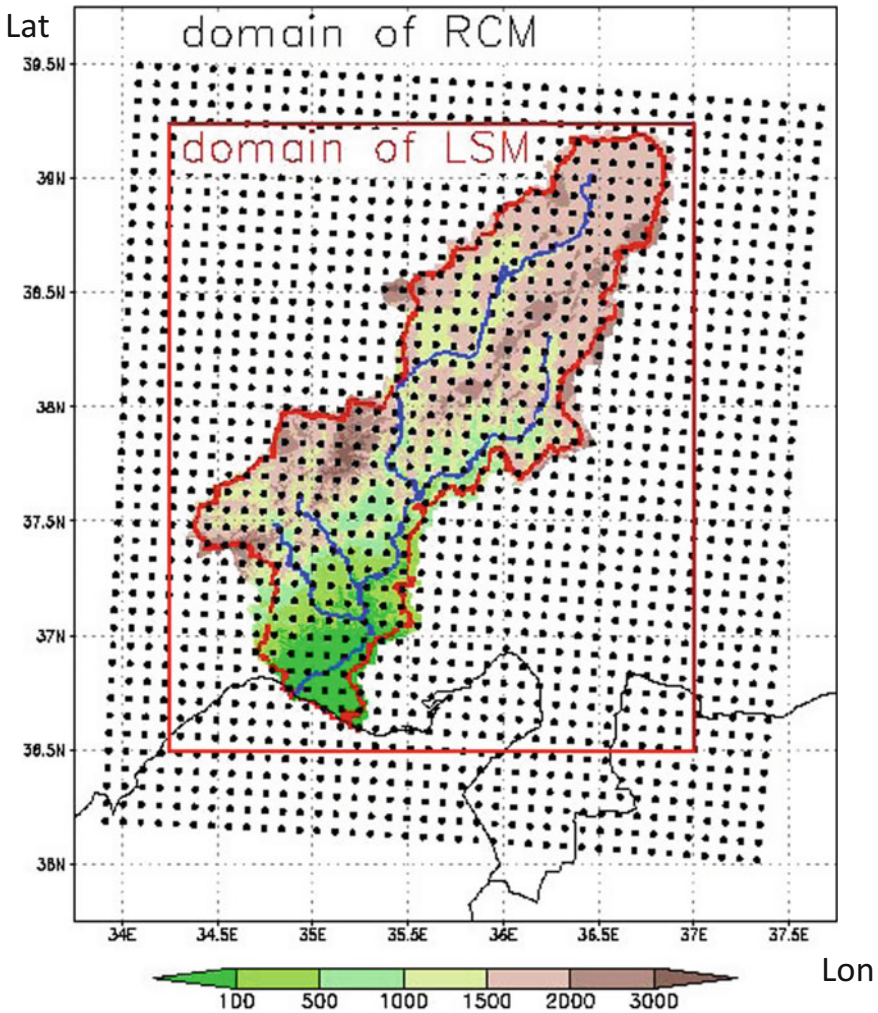 Lat
domain of RCM
39.5N
domain of LSM
39N
38.5N
38N
37.5N
37N
36.5N
36N
34E 34.5E 35E 35.5E 36E 36.5E 37E 37.5E
Lon
100 500 1000 1500 2000 3000